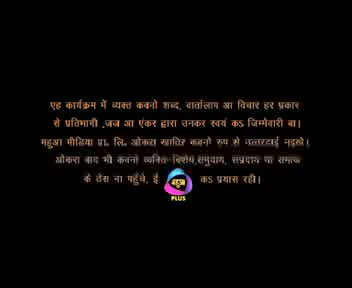 एह कार्यक्रम में व्यक्त कवनो शब्द, वार्तालाप आ विचार हर प्रकार
से प्रतिभागी ,जज आ एंकर द्वारा उनकर स्वयं कऽ जिम्मेवारी बा।
महुआ मीडिया प्रा. लि. ओकरा खातिर कवनो रुप से उत्तरदाई नइखे।
ओकरा बाद भी कवनो व्यक्ति विशेष,समुदाय, संप्रदाय या समाज
के ठेस ना पहुँचे, ई कऽ प्रयास रही।
महुआ
PLUS